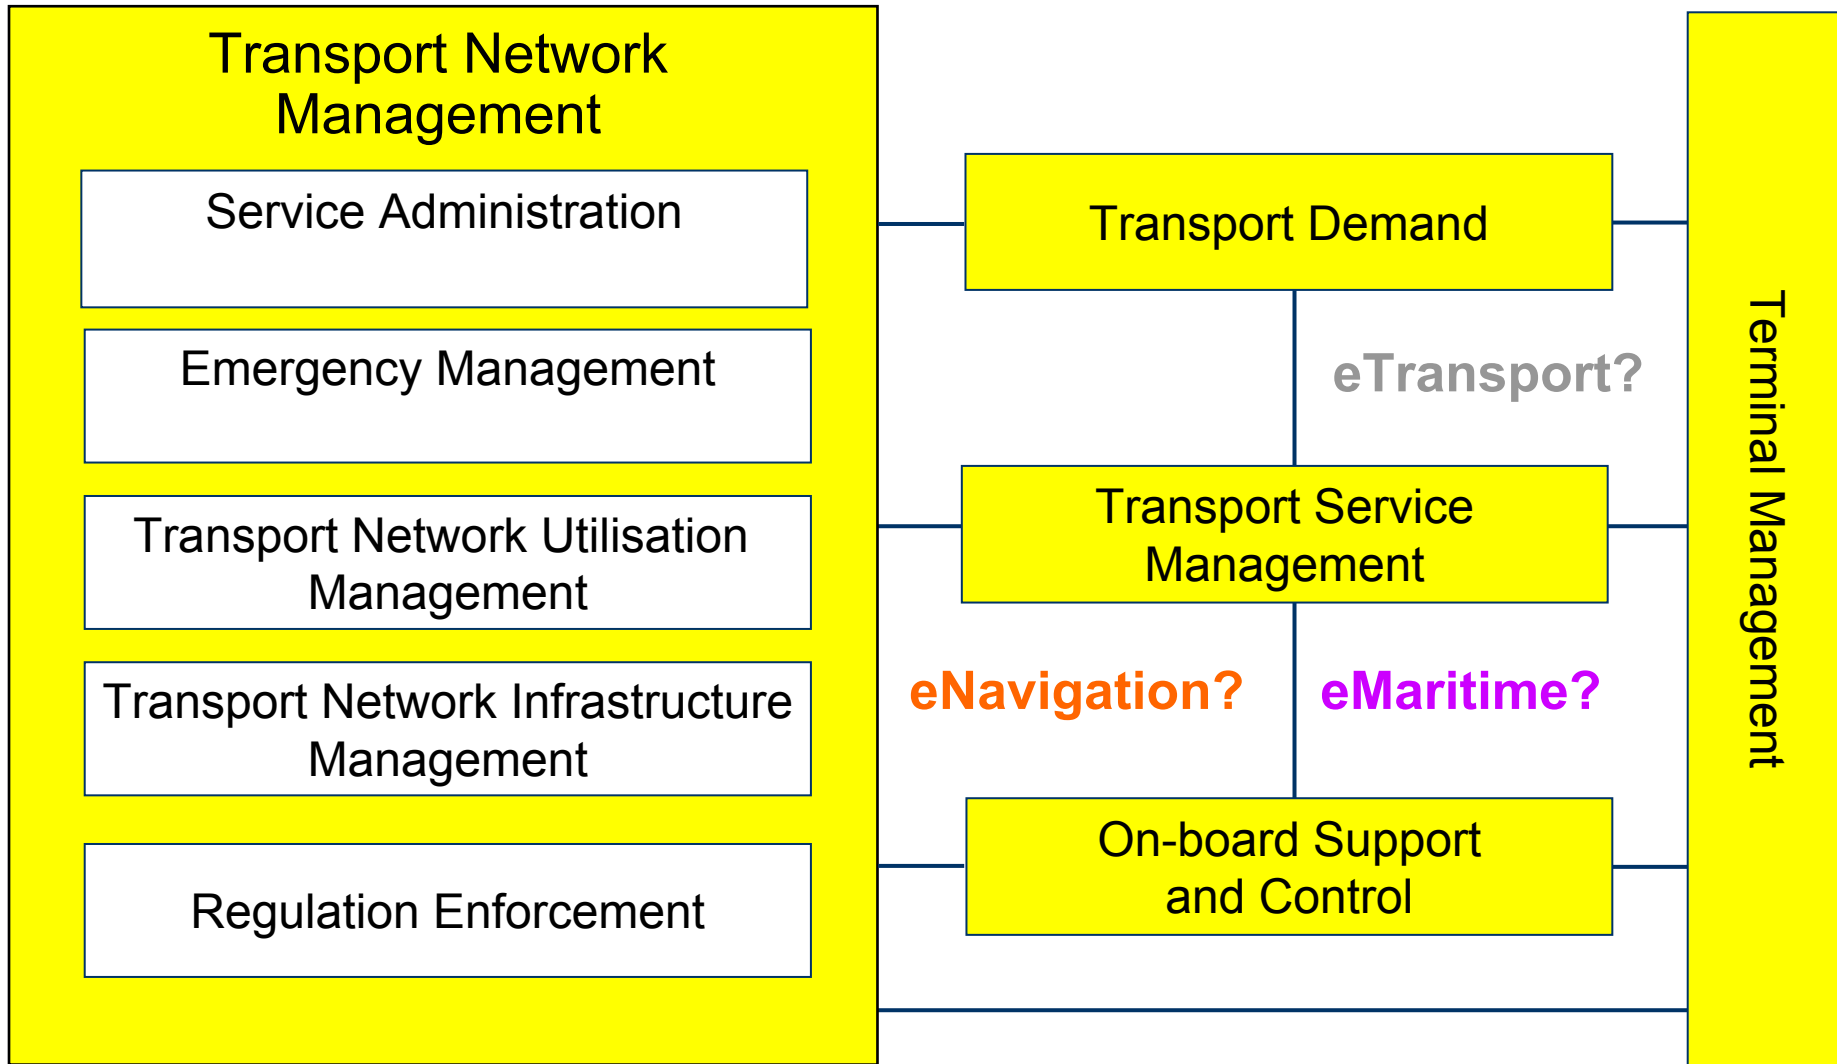 Transport Network
Management
Service Administration
Emergency Management
Transport Network Utilisation
Management
Transport Network Infrastructure
Management
Regulation Enforcement
Transport Demand
eTransport?
Transport Service
Management
eNavigation?
eMaritime?
On-board Support
and Control
Terminal Management